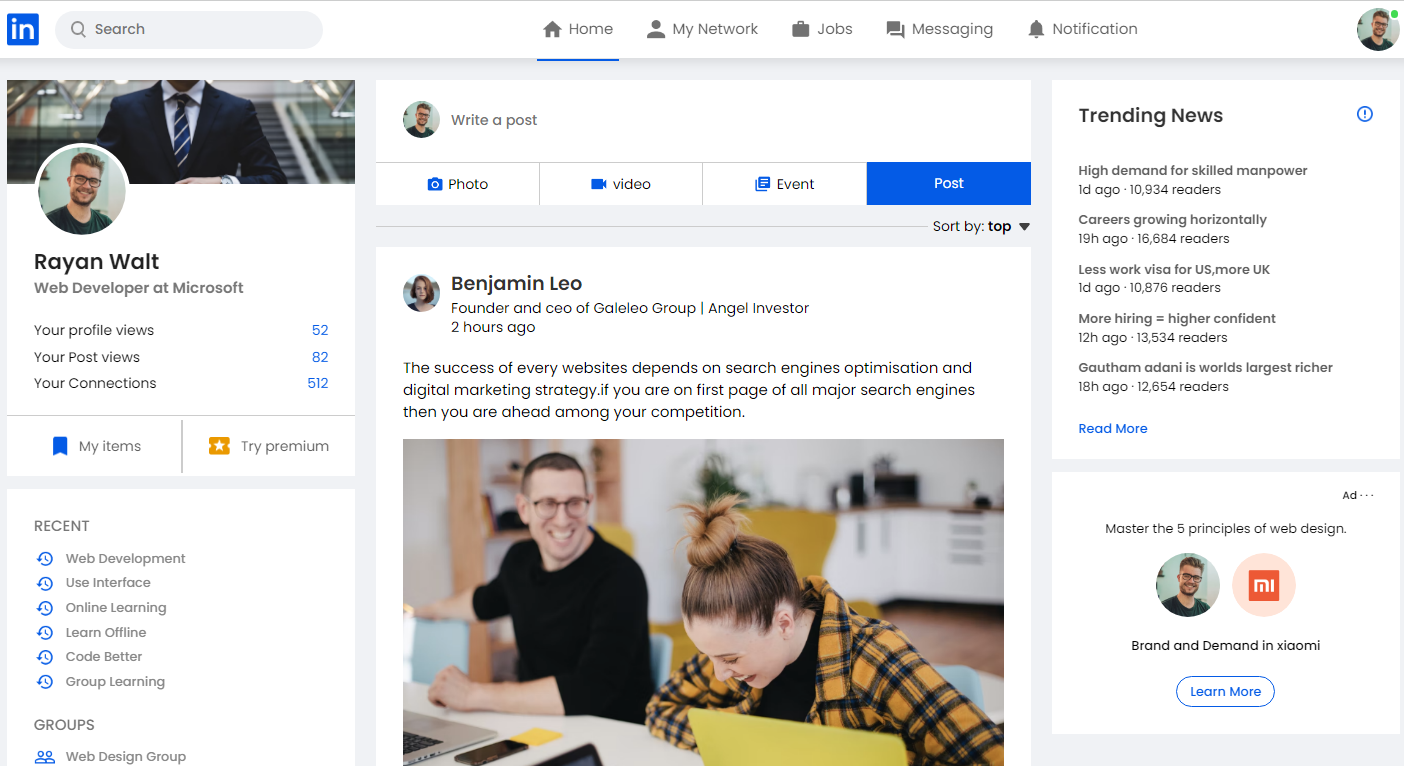 in
Search
Home
My Network
Jobs
Messaging
Notification
Rayan Walt
Web Developer at Microsoft
Your profile views 52
Your Post views 82
Your Connections 512
My items
Try premium
RECENT
Web Development
Use Interface
Online Learning
Learn Offline
Code Better
Group Learning
GROUPS
Web Design Group
Write a post
Photo
video
Event
Post
Sort by: top
Benjamin Leo
Founder and ceo of Galeleo Group | Angel Investor
2 hours ago
The success of every websites depends on search engines optimisation and
digital marketing strategy.if you are on first page of all major search engines
then you are ahead among your competition.
Trending News
High demand for skilled manpower
1d ago · 10,934 readers
Careers growing horizontally
19h ago · 16,684 readers
Less work visa for US,more UK
1d ago · 10,876 readers
More hiring = higher confident
12h ago · 13,534 readers
Gautham adani is worlds largest richer
18h ago · 12,654 readers
Read More
Ad · · ·
Master the 5 principles of web design.
mi
Brand and Demand in xiaomi
Learn More